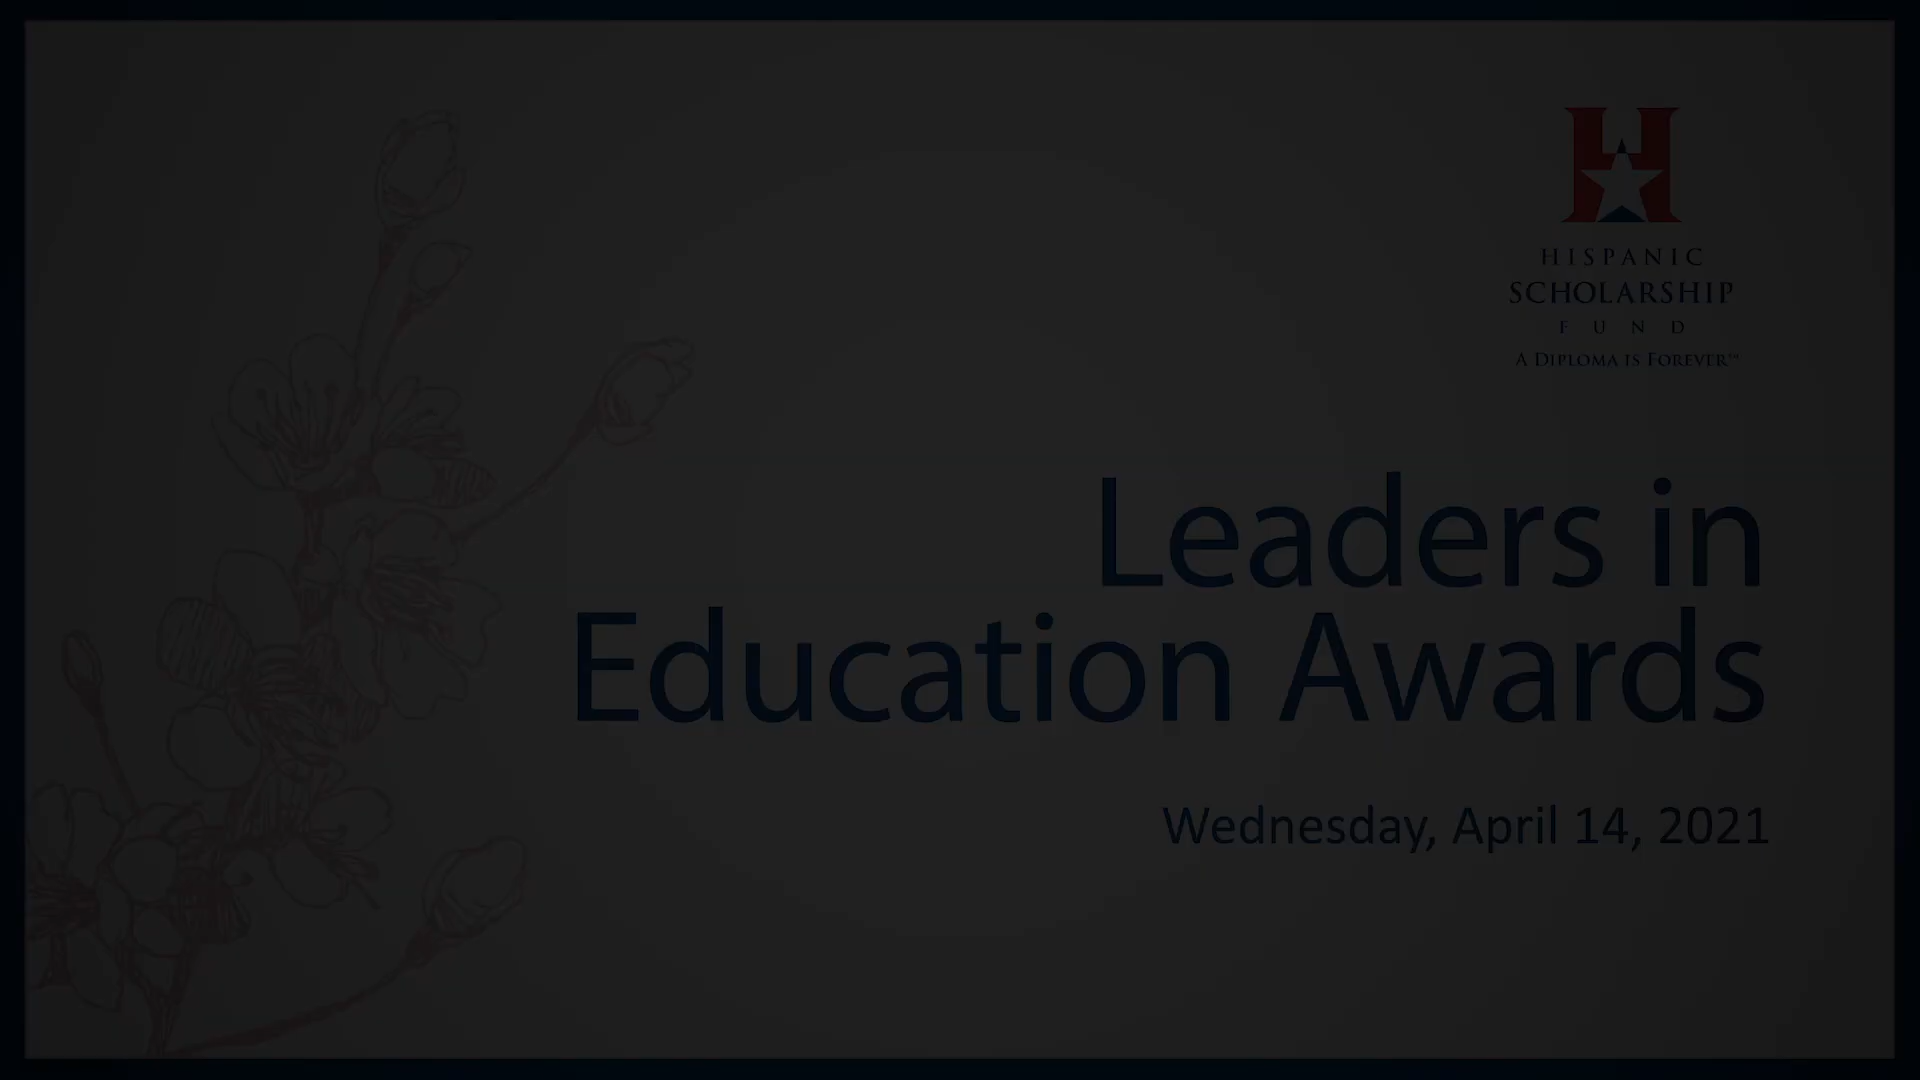 HISPANIC
SCHOLARSHIP
FUND
A DIPLOMA IS FOREVER™
Leaders in
Education Awards
Wednesday, April 14, 2021